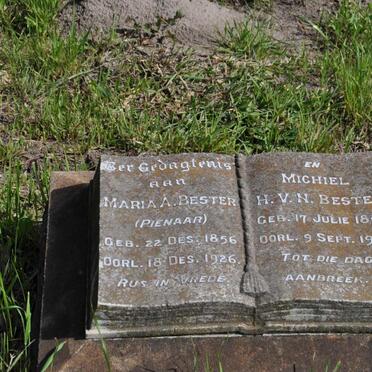 Ter Gedagtenis
aan
Maria A. Bester
(Pienaar)
Geb. 22 Des. 1856
Oorl. 18 Des. 1926.
Rus in Vrede.
en
Michiel
H. V. N. Beste
Geb. 17 Julie 18
Oorl. 9 Sept. 19
Tot die Dag
aanbreek.